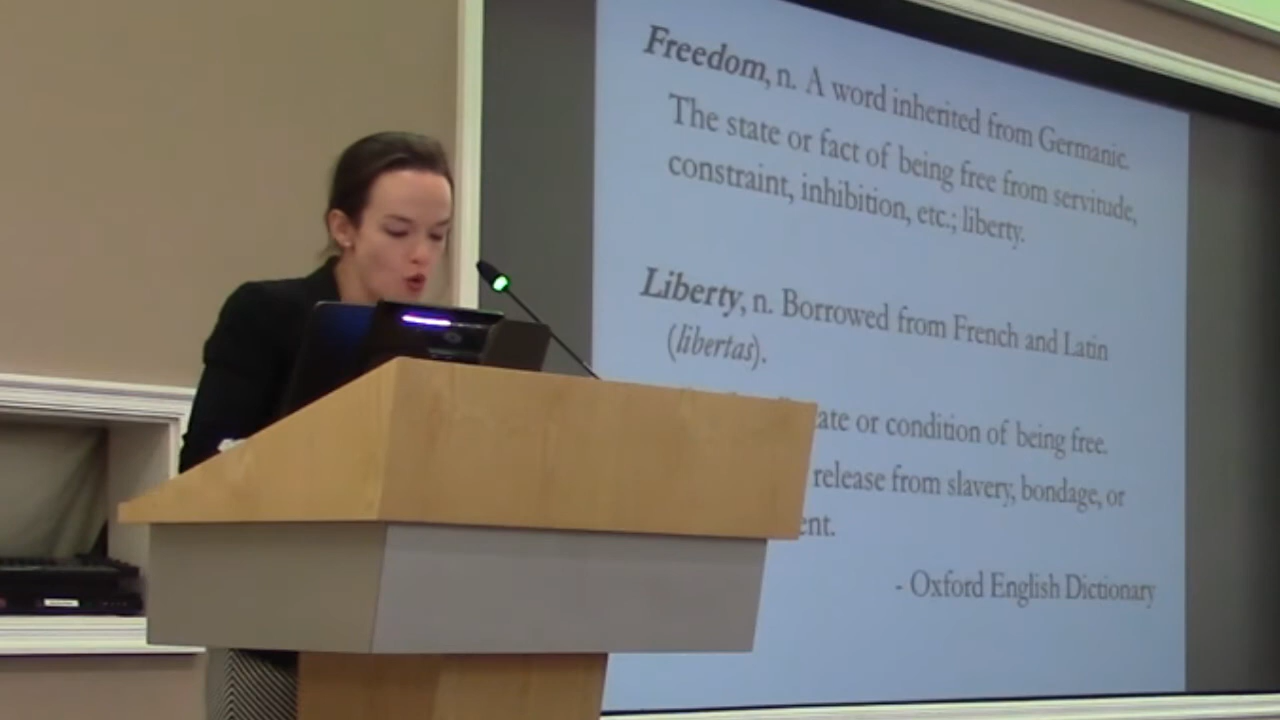 Freedom, n. A word inherited from Germanic.
The state or fact of being free from servitude,
constraint, inhibition, etc.; liberty.
Liberty, n. Borrowed from French and Latin
(libertas).
ate or condition of being free.
release from slavery, bondage, or
ent.
- Oxford English Dictionary